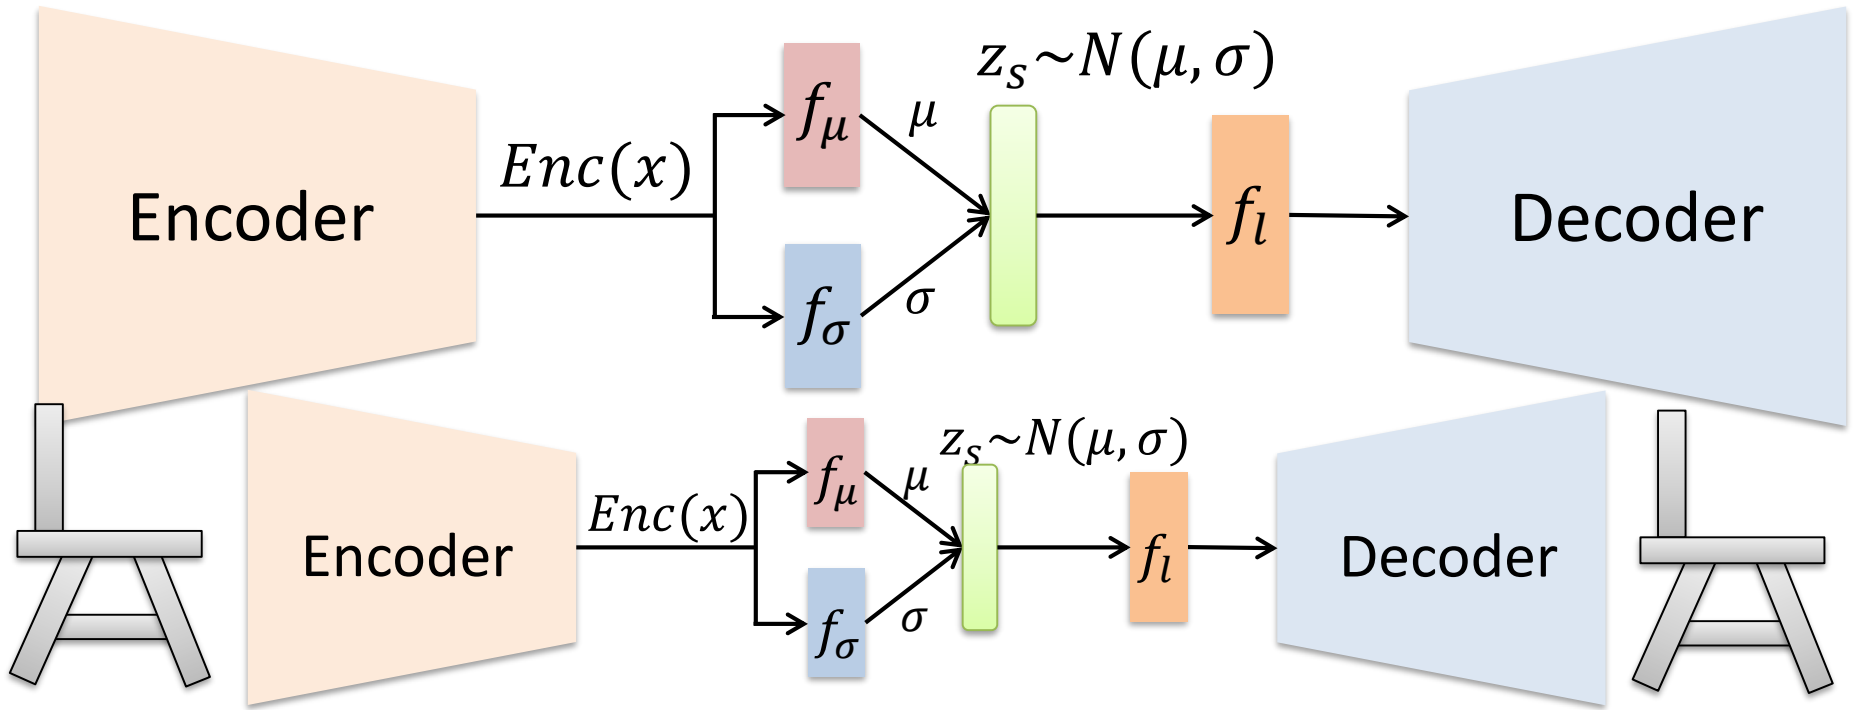 z_s~N(μ, σ)
f_μ
μ
Enc(x)
Encoder
f_l
Decoder
σ
f_σ
z_s~N(μ, σ)
f_μ
μ
Enc(x)
Encoder
f_l
Decoder
σ
f_σ